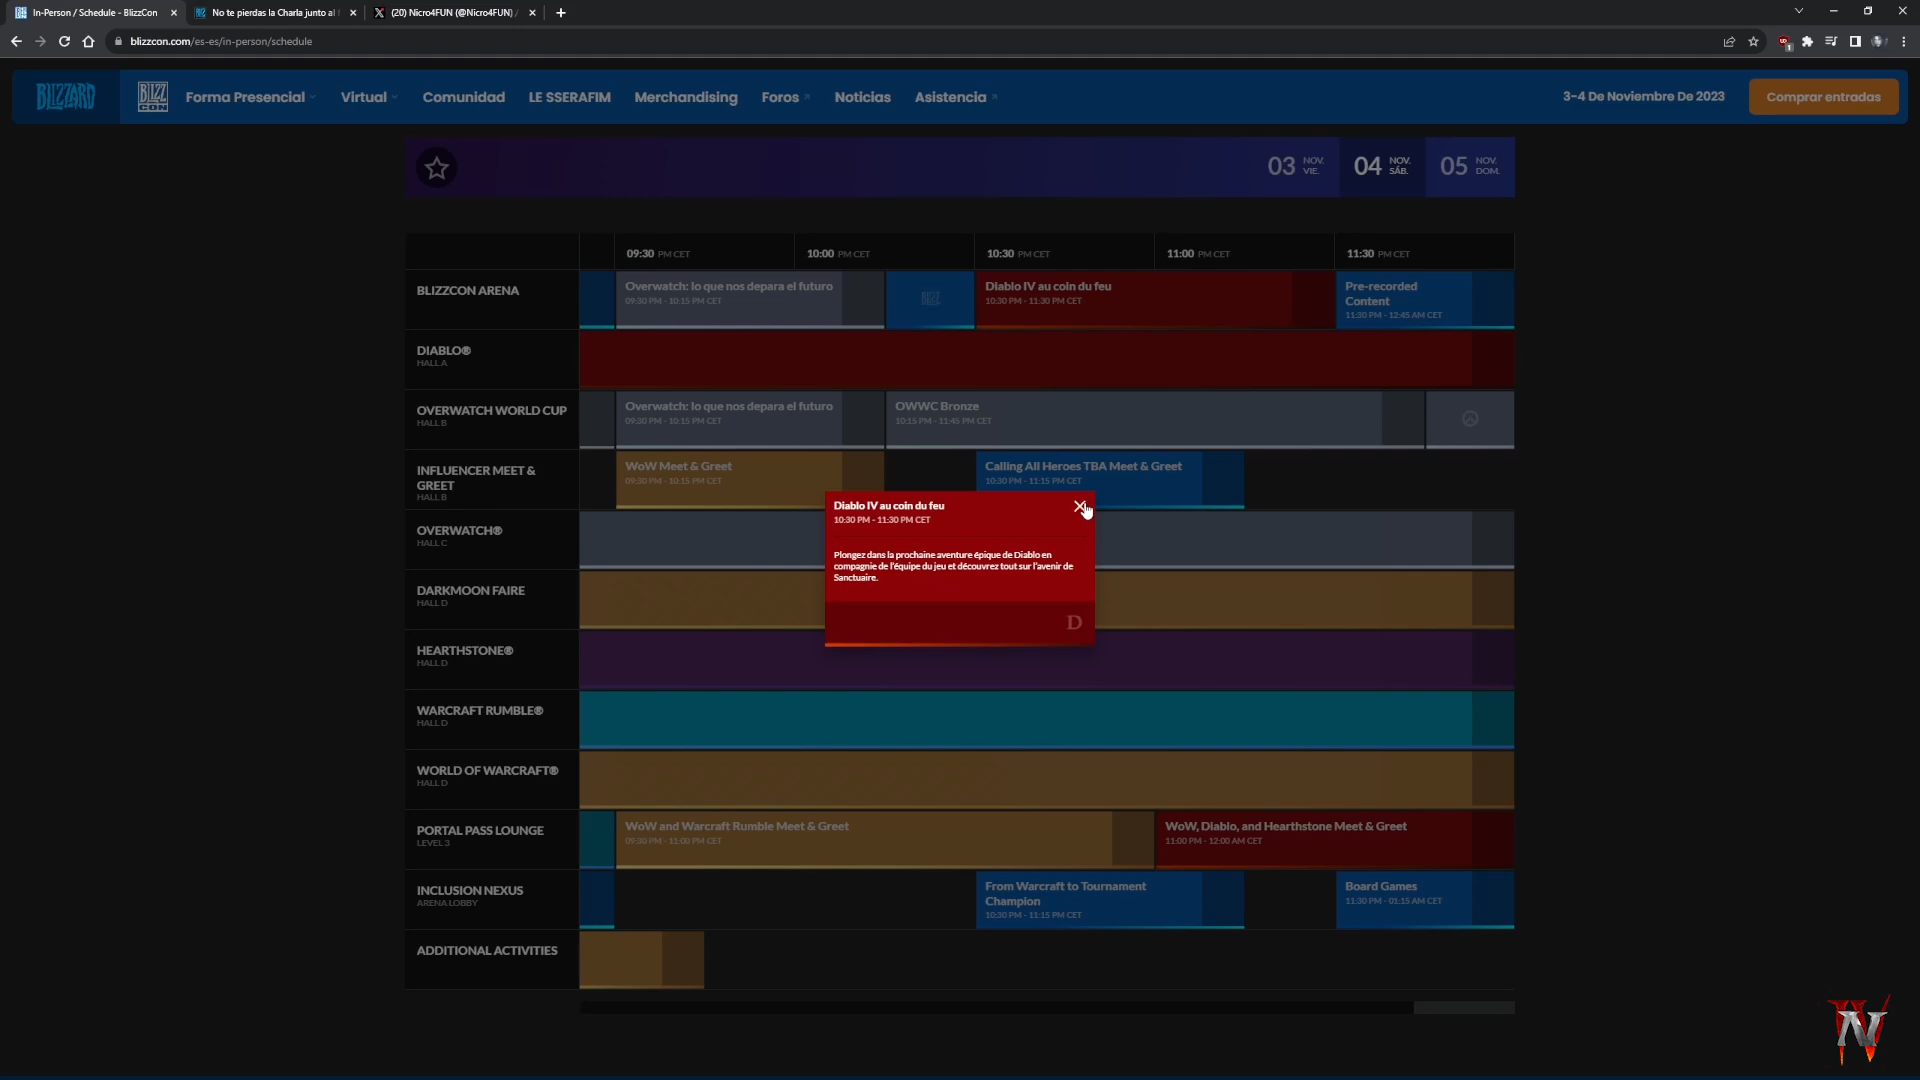 In-Person / Schedule - BlizzCon
No te pierdas la Charla junto al
(20) Nicro4FUN (@Nicro4FUN) /
blizzcon.com/es-es/in-person/schedule
BLIZZARD
BLIZZ CON
Forma Presencial
Virtual
Comunidad
LE SSERAFIM
Merchandising
Foros
Noticias
Asistencia
3-4 De Noviembre De 2023
Comprar entradas
03 NOV. VIE.
04 NOV. SÁB.
05 NOV. DOM.
09:30 PM CET
10:00 PM CET
10:30 PM CET
11:00 PM CET
11:30 PM CET
BLIZZCON ARENA
Overwatch: lo que nos depara el futuro
09:30 PM - 10:15 PM CET
Diablo IV au coin du feu
10:30 PM - 11:30 PM CET
Pre-recorded
Content
11:30 PM - 12:45 AM CET
DIABLO®
HALL A
OVERWATCH WORLD CUP
HALL B
Overwatch: lo que nos depara el futuro
09:30 PM - 10:15 PM CET
OWWC Bronze
10:15 PM - 11:45 PM CET
INFLUENCER MEET &
GREET
HALL B
WoW Meet & Greet
09:30 PM - 10:15 PM CET
Calling All Heroes TBA Meet & Greet
10:30 PM - 11:15 PM CET
Diablo IV au coin du feu
10:30 PM - 11:30 PM CET
Plongez dans la prochaine aventure épique de Diablo en
compagnie de l'équipe du jeu et découvrez tout sur l'avenir de
Sanctuaire.
D
OVERWATCH®
HALL C
DARKMOON FAIRE
HALL D
HEARTHSTONE®
HALL D
WARCRAFT RUMBLE®
HALL D
WORLD OF WARCRAFT®
HALL D
PORTAL PASS LOUNGE
LEVEL 3
WoW and Warcraft Rumble Meet & Greet
09:30 PM - 11:00 PM CET
WoW, Diablo, and Hearthstone Meet & Greet
11:00 PM - 12:00 AM CET
INCLUSION NEXUS
ARENA LOBBY
From Warcraft to Tournament
Champion
10:30 PM - 11:15 PM CET
Board Games
11:30 PM - 01:15 AM CET
ADDITIONAL ACTIVITIES